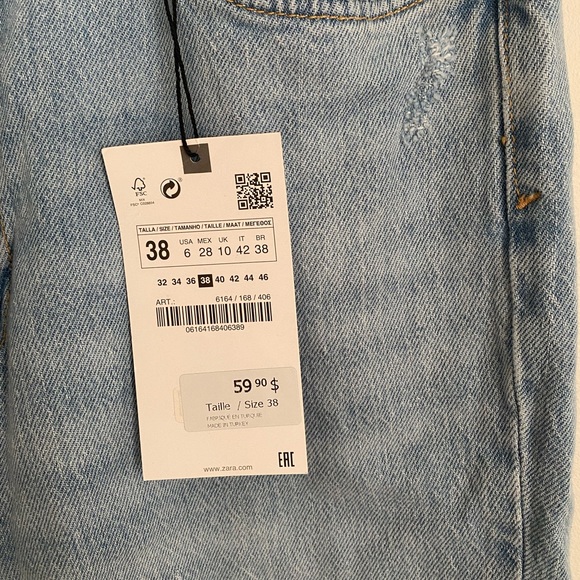 FSC
TALLA / SIZE / TAMANHO / TAILLE / MAAT / ΜΕΓΕΘΟΣ
38 USA 6 MEX 28 UK 10 IT 42 BR 38
32 34 36 38 40 42 44 46
ART.: 6164 / 168 / 406
06164168406389
59 90 $
Taille / Size 38
FABRIQUE EN TURQUIE
MADE IN TURKEY
www.zara.com EAC